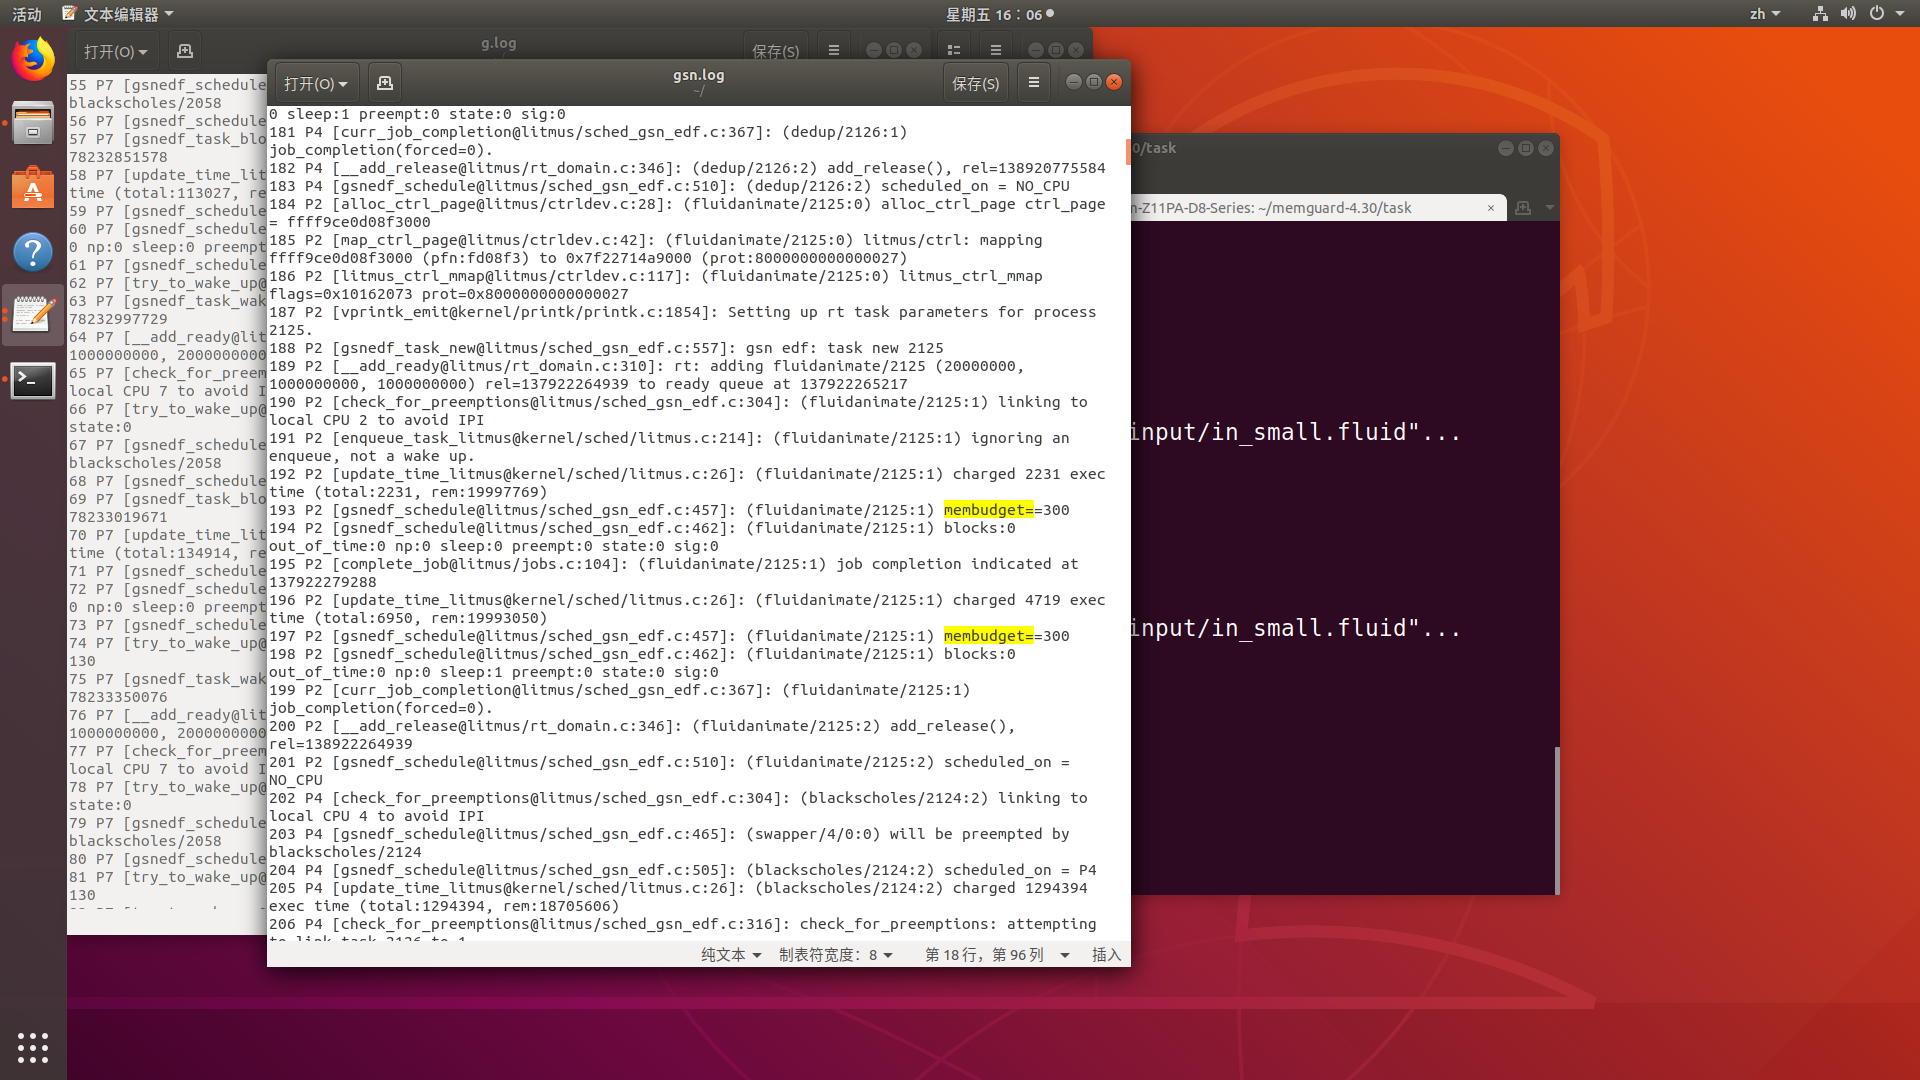 活动
文本编辑器
星期五 16：06
zh
打开(O)
g.log
保存(S)
55 P7 [gsnedf_schedule
blackscholes/2058
56 P7 [gsnedf_schedule
57 P7 [gsnedf_task_blo
78232851578
58 P7 [update_time_lit
time (total:113027, re
59 P7 [gsnedf_schedule
60 P7 [gsnedf_schedule
0 np:0 sleep:0 preempt
61 P7 [gsnedf_schedule
62 P7 [try_to_wake_up@
63 P7 [gsnedf_task_wak
78232997729
64 P7 [__add_ready@lit
1000000000, 2000000000
65 P7 [check_for_preem
local CPU 7 to avoid I
66 P7 [try_to_wake_up@
state:0
67 P7 [gsnedf_schedule
blackscholes/2058
68 P7 [gsnedf_schedule
69 P7 [gsnedf_task_blo
78233019671
70 P7 [update_time_lit
time (total:134914, re
71 P7 [gsnedf_schedule
72 P7 [gsnedf_schedule
0 np:0 sleep:0 preempt
73 P7 [gsnedf_schedule
74 P7 [try_to_wake_up@
130
75 P7 [gsnedf_task_wak
78233350076
76 P7 [__add_ready@lit
1000000000, 2000000000
77 P7 [check_for_preem
local CPU 7 to avoid I
78 P7 [try_to_wake_up@
state:0
79 P7 [gsnedf_schedule
blackscholes/2058
80 P7 [gsnedf_schedule
81 P7 [try_to_wake_up@
130
打开(O)
gsn.log
~/
保存(S)
0 sleep:1 preempt:0 state:0 sig:0
181 P4 [curr_job_completion@litmus/sched_gsn_edf.c:367]: (dedup/2126:1)
job_completion(forced=0).
182 P4 [__add_release@litmus/rt_domain.c:346]: (dedup/2126:2) add_release(), rel=138920775584
183 P4 [gsnedf_schedule@litmus/sched_gsn_edf.c:510]: (dedup/2126:2) scheduled_on = NO_CPU
184 P2 [alloc_ctrl_page@litmus/ctrldev.c:28]: (fluidanimate/2125:0) alloc_ctrl_page ctrl_page
= ffff9ce0d08f3000
185 P2 [map_ctrl_page@litmus/ctrldev.c:42]: (fluidanimate/2125:0) litmus/ctrl: mapping
ffff9ce0d08f3000 (pfn:fd08f3) to 0x7f22714a9000 (prot:8000000000000027)
186 P2 [litmus_ctrl_mmap@litmus/ctrldev.c:117]: (fluidanimate/2125:0) litmus_ctrl_mmap
flags=0x10162073 prot=0x8000000000000027
187 P2 [vprintk_emit@kernel/printk/printk.c:1854]: Setting up rt task parameters for process
2125.
188 P2 [gsnedf_task_new@litmus/sched_gsn_edf.c:557]: gsn edf: task new 2125
189 P2 [__add_ready@litmus/rt_domain.c:310]: rt: adding fluidanimate/2125 (20000000,
1000000000, 1000000000) rel=137922264939 to ready queue at 137922265217
190 P2 [check_for_preemptions@litmus/sched_gsn_edf.c:304]: (fluidanimate/2125:1) linking to
local CPU 2 to avoid IPI
191 P2 [enqueue_task_litmus@kernel/sched/litmus.c:214]: (fluidanimate/2125:1) ignoring an
enqueue, not a wake up.
192 P2 [update_time_litmus@kernel/sched/litmus.c:26]: (fluidanimate/2125:1) charged 2231 exec
time (total:2231, rem:19997769)
193 P2 [gsnedf_schedule@litmus/sched_gsn_edf.c:457]: (fluidanimate/2125:1) membudget==300
194 P2 [gsnedf_schedule@litmus/sched_gsn_edf.c:462]: (fluidanimate/2125:1) blocks:0
out_of_time:0 np:0 sleep:0 preempt:0 state:0 sig:0
195 P2 [complete_job@litmus/jobs.c:104]: (fluidanimate/2125:1) job completion indicated at
137922279288
196 P2 [update_time_litmus@kernel/sched/litmus.c:26]: (fluidanimate/2125:1) charged 4719 exec
time (total:6950, rem:19993050)
197 P2 [gsnedf_schedule@litmus/sched_gsn_edf.c:457]: (fluidanimate/2125:1) membudget==300
198 P2 [gsnedf_schedule@litmus/sched_gsn_edf.c:462]: (fluidanimate/2125:1) blocks:0
out_of_time:0 np:0 sleep:1 preempt:0 state:0 sig:0
199 P2 [curr_job_completion@litmus/sched_gsn_edf.c:367]: (fluidanimate/2125:1)
job_completion(forced=0).
200 P2 [__add_release@litmus/rt_domain.c:346]: (fluidanimate/2125:2) add_release(),
rel=138922264939
201 P2 [gsnedf_schedule@litmus/sched_gsn_edf.c:510]: (fluidanimate/2125:2) scheduled_on =
NO_CPU
202 P4 [check_for_preemptions@litmus/sched_gsn_edf.c:304]: (blackscholes/2124:2) linking to
local CPU 4 to avoid IPI
203 P4 [gsnedf_schedule@litmus/sched_gsn_edf.c:465]: (swapper/4/0:0) will be preempted by
blackscholes/2124
204 P4 [gsnedf_schedule@litmus/sched_gsn_edf.c:505]: (blackscholes/2124:2) scheduled_on = P4
205 P4 [update_time_litmus@kernel/sched/litmus.c:26]: (blackscholes/2124:2) charged 1294394
exec time (total:1294394, rem:18705606)
206 P4 [check_for_preemptions@litmus/sched_gsn_edf.c:316]: check_for_preemptions: attempting
to link task 2126 to 1
纯文本
制表符宽度：8
第 18 行，第 96 列
插入
0/task
n-Z11PA-D8-Series: ~/memguard-4.30/task
input/in_small.fluid"...
input/in_small.fluid"...